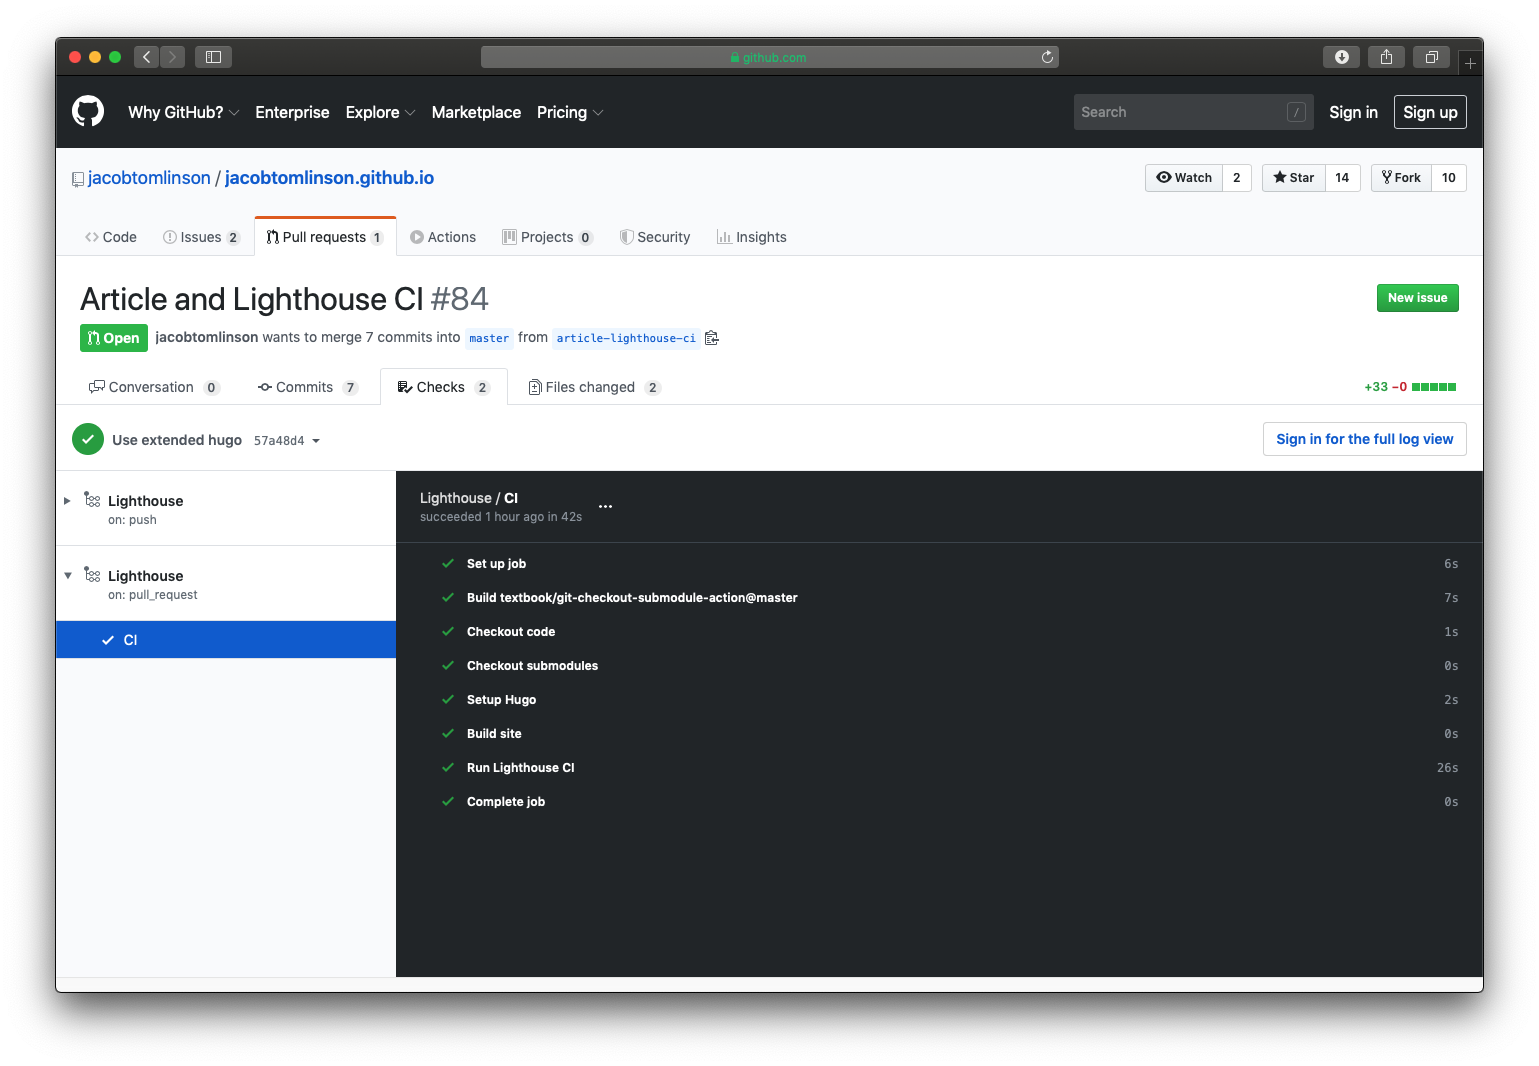 github.com
Why GitHub? Enterprise Explore Marketplace Pricing Search / Sign in Sign up
jacobtomlinson / jacobtomlinson.github.io Watch 2 Star 14 Fork 10
Code Issues 2 Pull requests 1 Actions Projects 0 Security Insights
Article and Lighthouse CI #84 New issue
Open jacobtomlinson wants to merge 7 commits into master from article-lighthouse-ci
Conversation 0 Commits 7 Checks 2 Files changed 2 +33 −0
Use extended hugo 57a48d4 Sign in for the full log view
Lighthouse
on: push
Lighthouse
on: pull_request
CI
Lighthouse / CI
succeeded 1 hour ago in 42s
Set up job 6s
Build textbook/git-checkout-submodule-action@master 7s
Checkout code 1s
Checkout submodules 0s
Setup Hugo 2s
Build site 0s
Run Lighthouse CI 26s
Complete job 0s